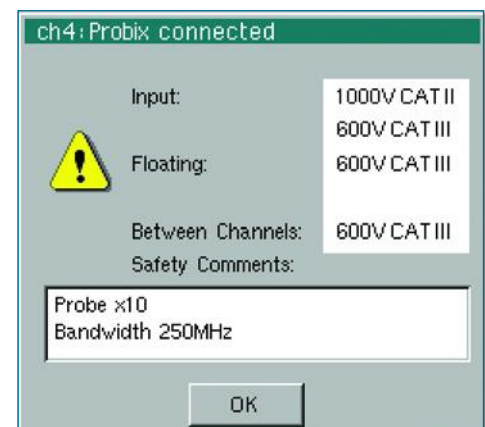 ch4:Probix connected
Input: 1000V CAT II
600V CAT III
Floating: 600V CAT III
Between Channels: 600V CAT III
Safety Comments:
Probe x10
Bandwidth 250MHz
OK